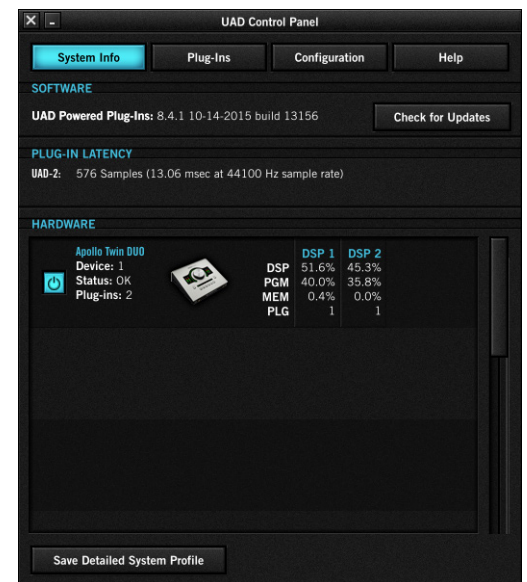 UAD Control Panel
System Info Plug-Ins Configuration Help
SOFTWARE
UAD Powered Plug-Ins: 8.4.1 10-14-2015 build 13156 Check for Updates
PLUG-IN LATENCY
UAD-2: 576 Samples (13.06 msec at 44100 Hz sample rate)
HARDWARE
Apollo Twin DUO
Device: 1
Status: OK
Plug-ins: 2
DSP 1 DSP 2
DSP 51.6% 45.3%
PGM 40.0% 35.8%
MEM 0.4% 0.0%
PLG 1 1
Save Detailed System Profile